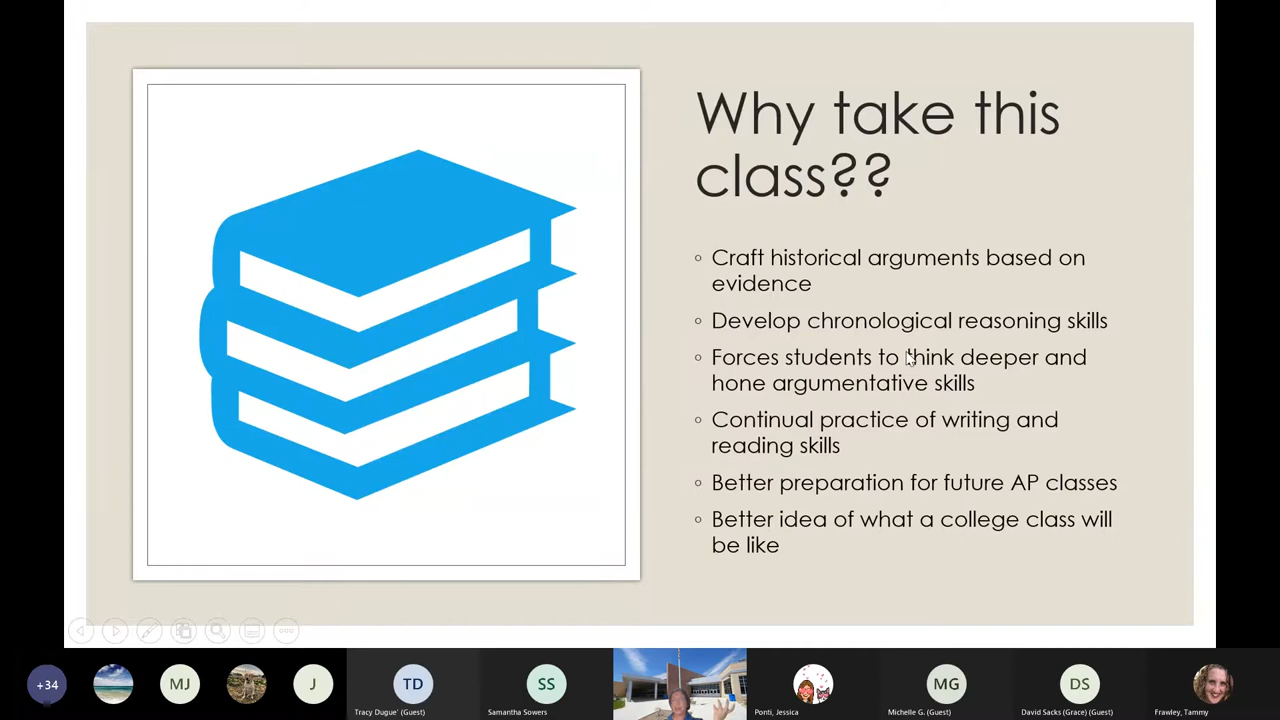 Why take this
class??
◦ Craft historical arguments based on
evidence
◦ Develop chronological reasoning skills
◦ Forces students to think deeper and
hone argumentative skills
◦ Continual practice of writing and
reading skills
◦ Better preparation for future AP classes
◦ Better idea of what a college class will
be like
+34
MJ
J
TD
SS
MG
DS
Tracy Dugue' (Guest)
Samantha Sowers
Ponti, Jessica
Michelle G. (Guest)
David Sacks (Grace) (Guest)
Frawley, Tammy